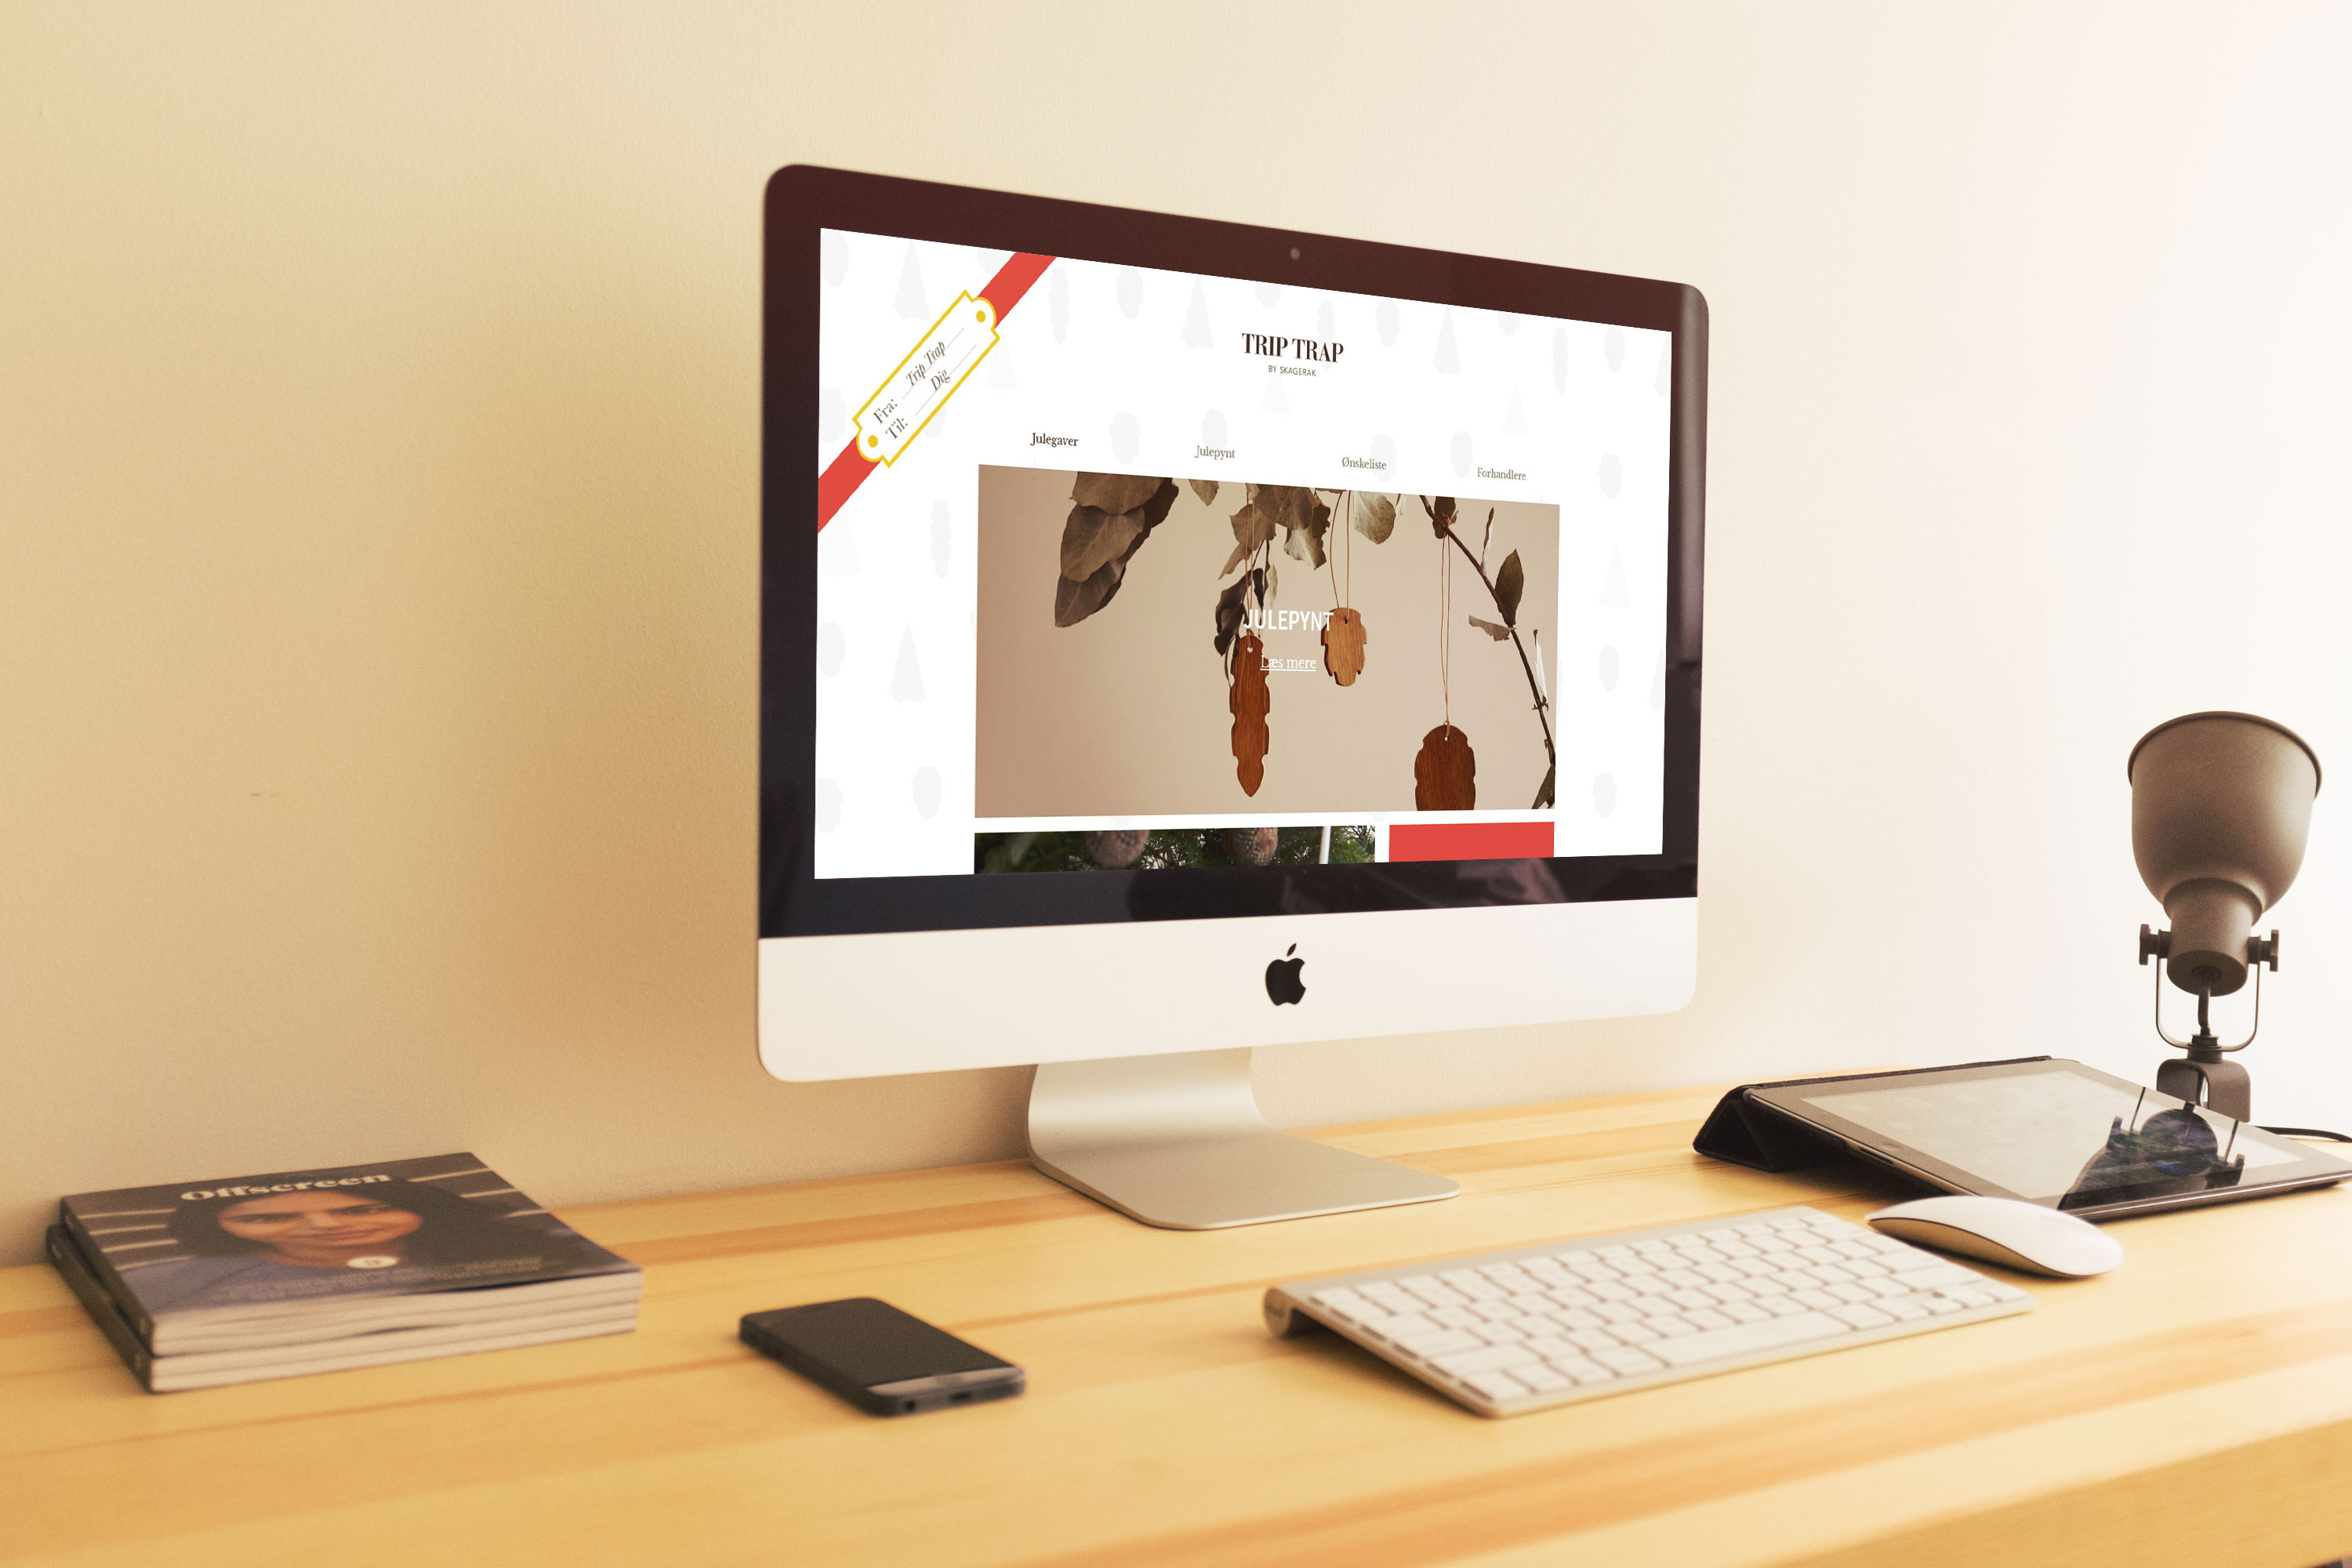 Fra: Trip Trap
Til: Dig
TRIP TRAP
BY SKAGERAK
Julegaver
Julepynt
Ønskeliste
Forhandlere
JULEPYNT
Læs mere
Offscreen